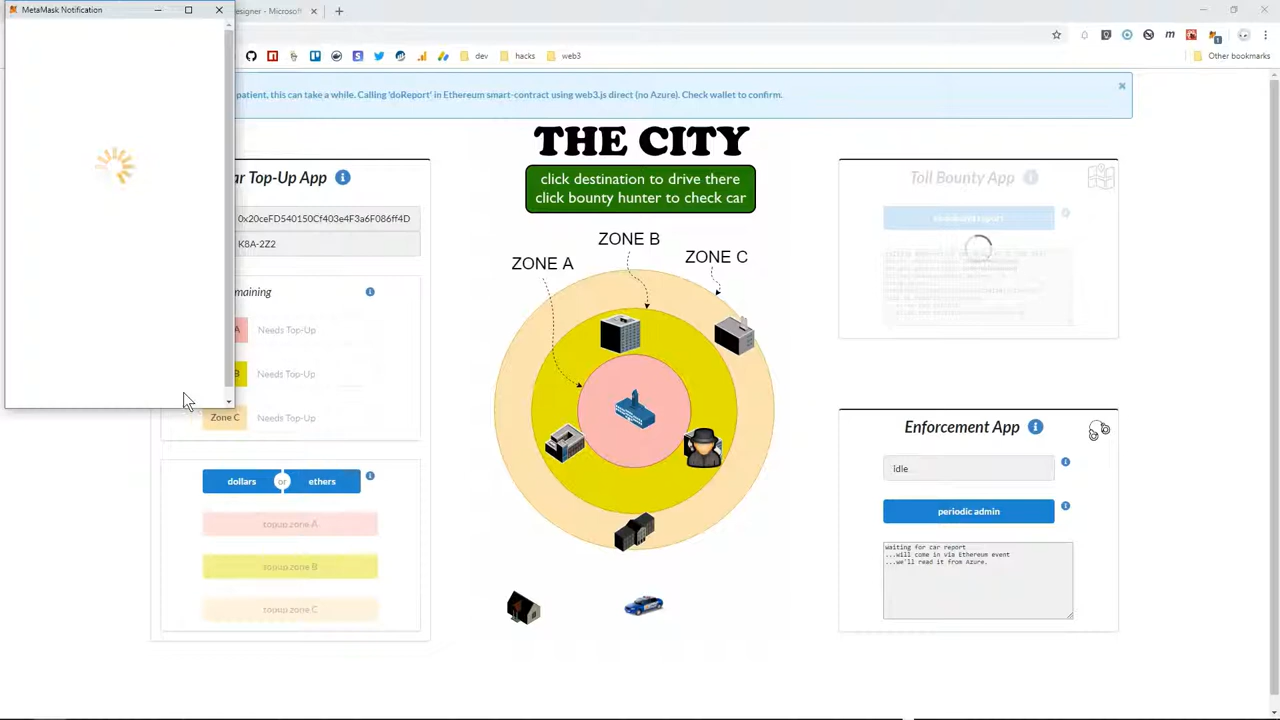 MetaMask Notification
esigner - Microsoft
dev
hacks
web3
Other bookmarks
patient, this can take a while. Calling 'doReport' in Ethereum smart-contract using web3.js direct (no Azure). Check wallet to confirm.
THE CITY
click destination to drive there
click bounty hunter to check car
ar Top-Up App
0x20ceFD540150Cf403e4F3a6F086ff4D
K8A-2Z2
maining
A
Needs Top-Up
B
Needs Top-Up
Zone C
Needs Top-Up
dollars
or
ethers
topup zone A
topup zone B
topup zone C
ZONE A
ZONE B
ZONE C
Toll Bounty App
download report
Enforcement App
idle
periodic admin
waiting for car report
...will come in via Ethereum event
...we'll read it from Azure.